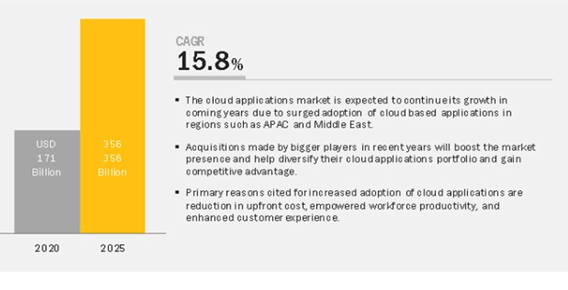 CAGR
15.8%
USD
171
Billion
356
356
Billion
2020
2025
▪ The cloud applications market is expected to continue its growth in
coming years due to surged adoption of cloud based applications in
regions such as APAC and Middle East.
▪ Acquisitions made by bigger players in recent years will boost the market
presence and help diversify their cloud applications portfolio and gain
competitive advantage.
▪ Primary reasons cited for increased adoption of cloud applications are
reduction in upfront cost, empowered workforce productivity, and
enhanced customer experience.